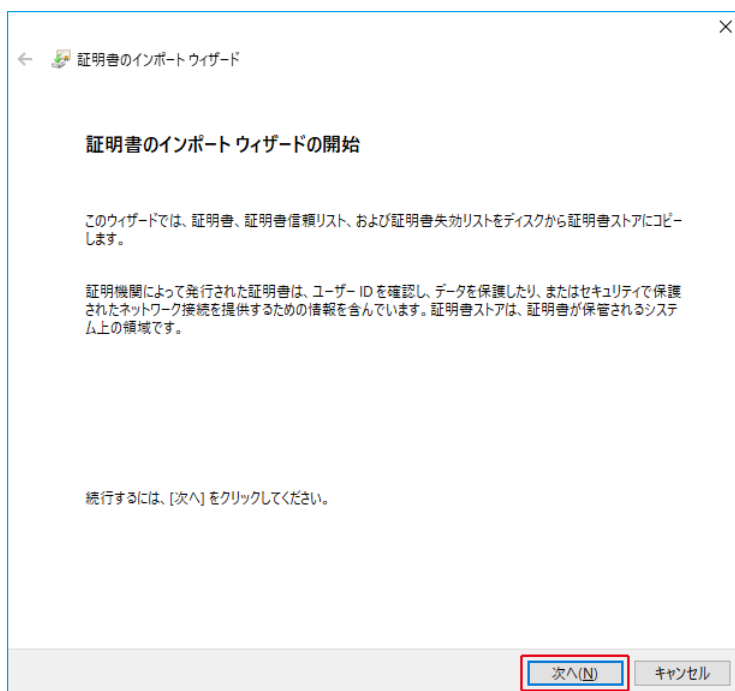 証明書のインポート ウィザード
証明書のインポート ウィザードの開始
このウィザードでは、証明書、証明書信頼リスト、および証明書失効リストをディスクから証明書ストアにコピー
します。
証明機関によって発行された証明書は、ユーザー ID を確認し、データを保護したり、またはセキュリティで保護
されたネットワーク接続を提供するための情報を含んでいます。証明書ストアは、証明書が保管されるシステ
ム上の領域です。
続行するには、[次へ] をクリックしてください。
次へ(N)
キャンセル